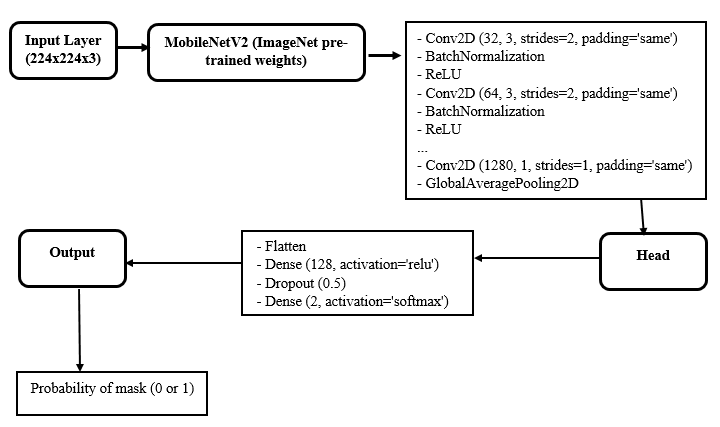 Input Layer
(224x224x3)
MobileNetV2 (ImageNet pre-
trained weights)
- Conv2D (32, 3, strides=2, padding='same')
- BatchNormalization
- ReLU
- Conv2D (64, 3, strides=2, padding='same')
- BatchNormalization
- ReLU
...
- Conv2D (1280, 1, strides=1, padding='same')
- GlobalAveragePooling2D
Head
- Flatten
- Dense (128, activation='relu')
- Dropout (0.5)
- Dense (2, activation='softmax')
Output
Probability of mask (0 or 1)